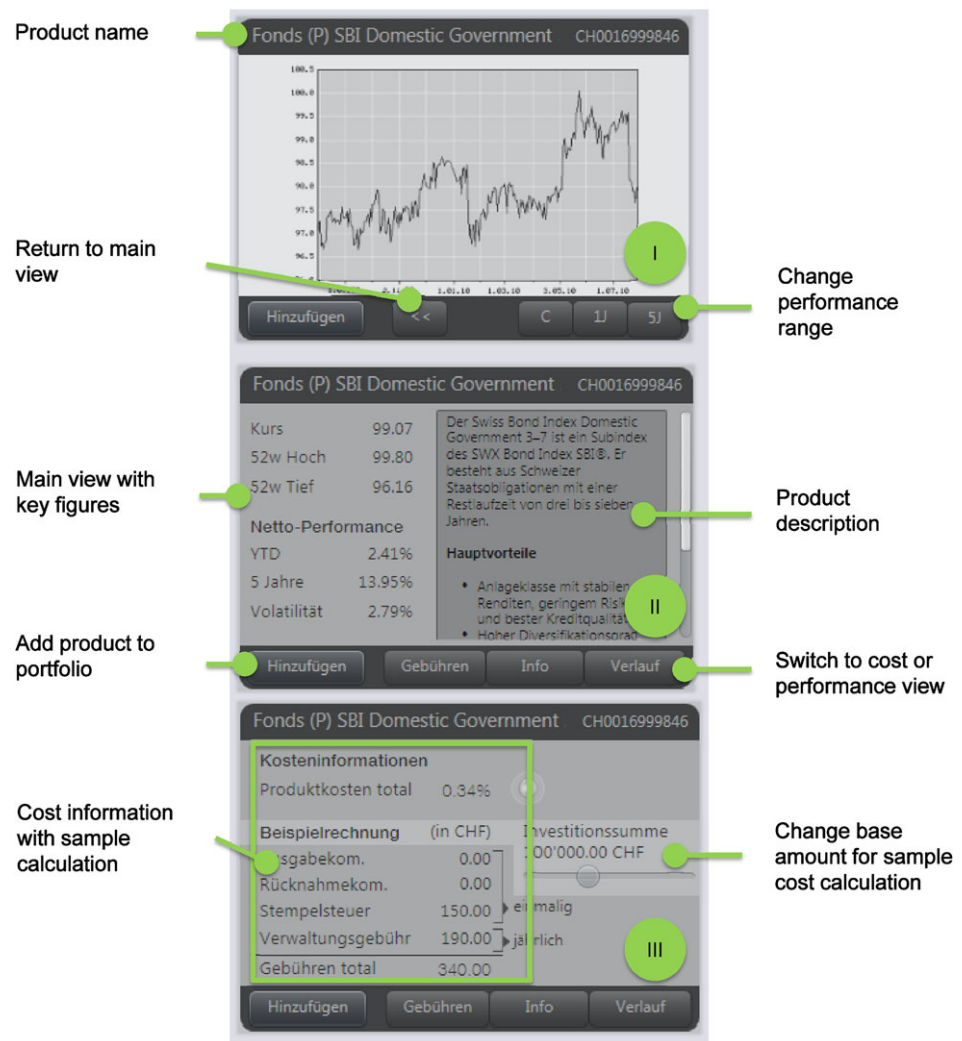 Product name
Fonds (P) SBI Domestic Government CH0016999846
100.5
100.0
99.5
99.0
98.5
98.0
97.5
97.0
96.5
1.01.10 1.03.10 3.05.10 1.07.10
I
Return to main
view
Hinzufügen << C 1J 5J
Change
performance
range
Fonds (P) SBI Domestic Government CH0016999846
Kurs 99.07
52w Hoch 99.80
52w Tief 96.16
Netto-Performance
YTD 2.41%
5 Jahre 13.95%
Volatilität 2.79%
Der Swiss Bond Index Domestic
Government 3–7 ist ein Subindex
des SWX Bond Index SBI®. Er
besteht aus Schweizer
Staatsobligationen mit einer
Restlaufzeit von drei bis sieben
Jahren.
Hauptvorteile
• Anlageklasse mit stabilen
Renditen, geringem
und bester Kreditqualität
• Hoher Diversifikationsgrad
II
Main view with
key figures
Product
description
Add product to
portfolio
Hinzufügen Gebühren Info Verlauf
Switch to cost or
performance view
Fonds (P) SBI Domestic Government CH0016999846
Kosteninformationen
Produktkosten total 0.34%
Beispielrechnung (in CHF)
0.00
Rücknahmekom. 0.00
Stempelsteuer 150.00
Verwaltungsgebühr 190.00
Gebühren total 340.00
Investitionssumme
100'000.00 CHF
einmalig
jährlich
III
Cost information
with sample
calculation
Change base
amount for sample
cost calculation
Hinzufügen Gebühren Info Verlauf